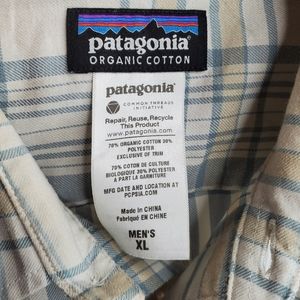 patagonia®
ORGANIC COTTON
patagonia®
COMMON THREADS
INITIATIVE
Repair, Reuse, Recycle
This Product
www.patagonia.com
70% ORGANIC COTTON 30%
POLYESTER
EXCLUSIVE OF TRIM
70% COTON DE CULTURE
BIOLOGIQUE 30% POLYESTER
A PART LA GARNITURE
MFG DATE AND LOCATION AT
PCPSIA.COM
Made in CHINA
Fabriqué EN CHINE
MEN'S
XL